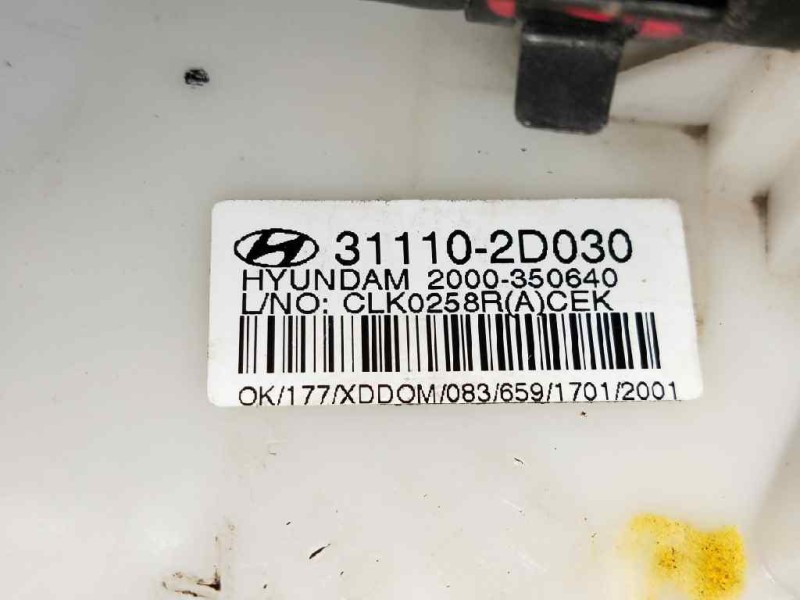 31110-2D030
HYUNDAM 2000-350640
L/NO: CLK0258R(A)CEK
OK/177/XDDOM/083/659/1701/2001